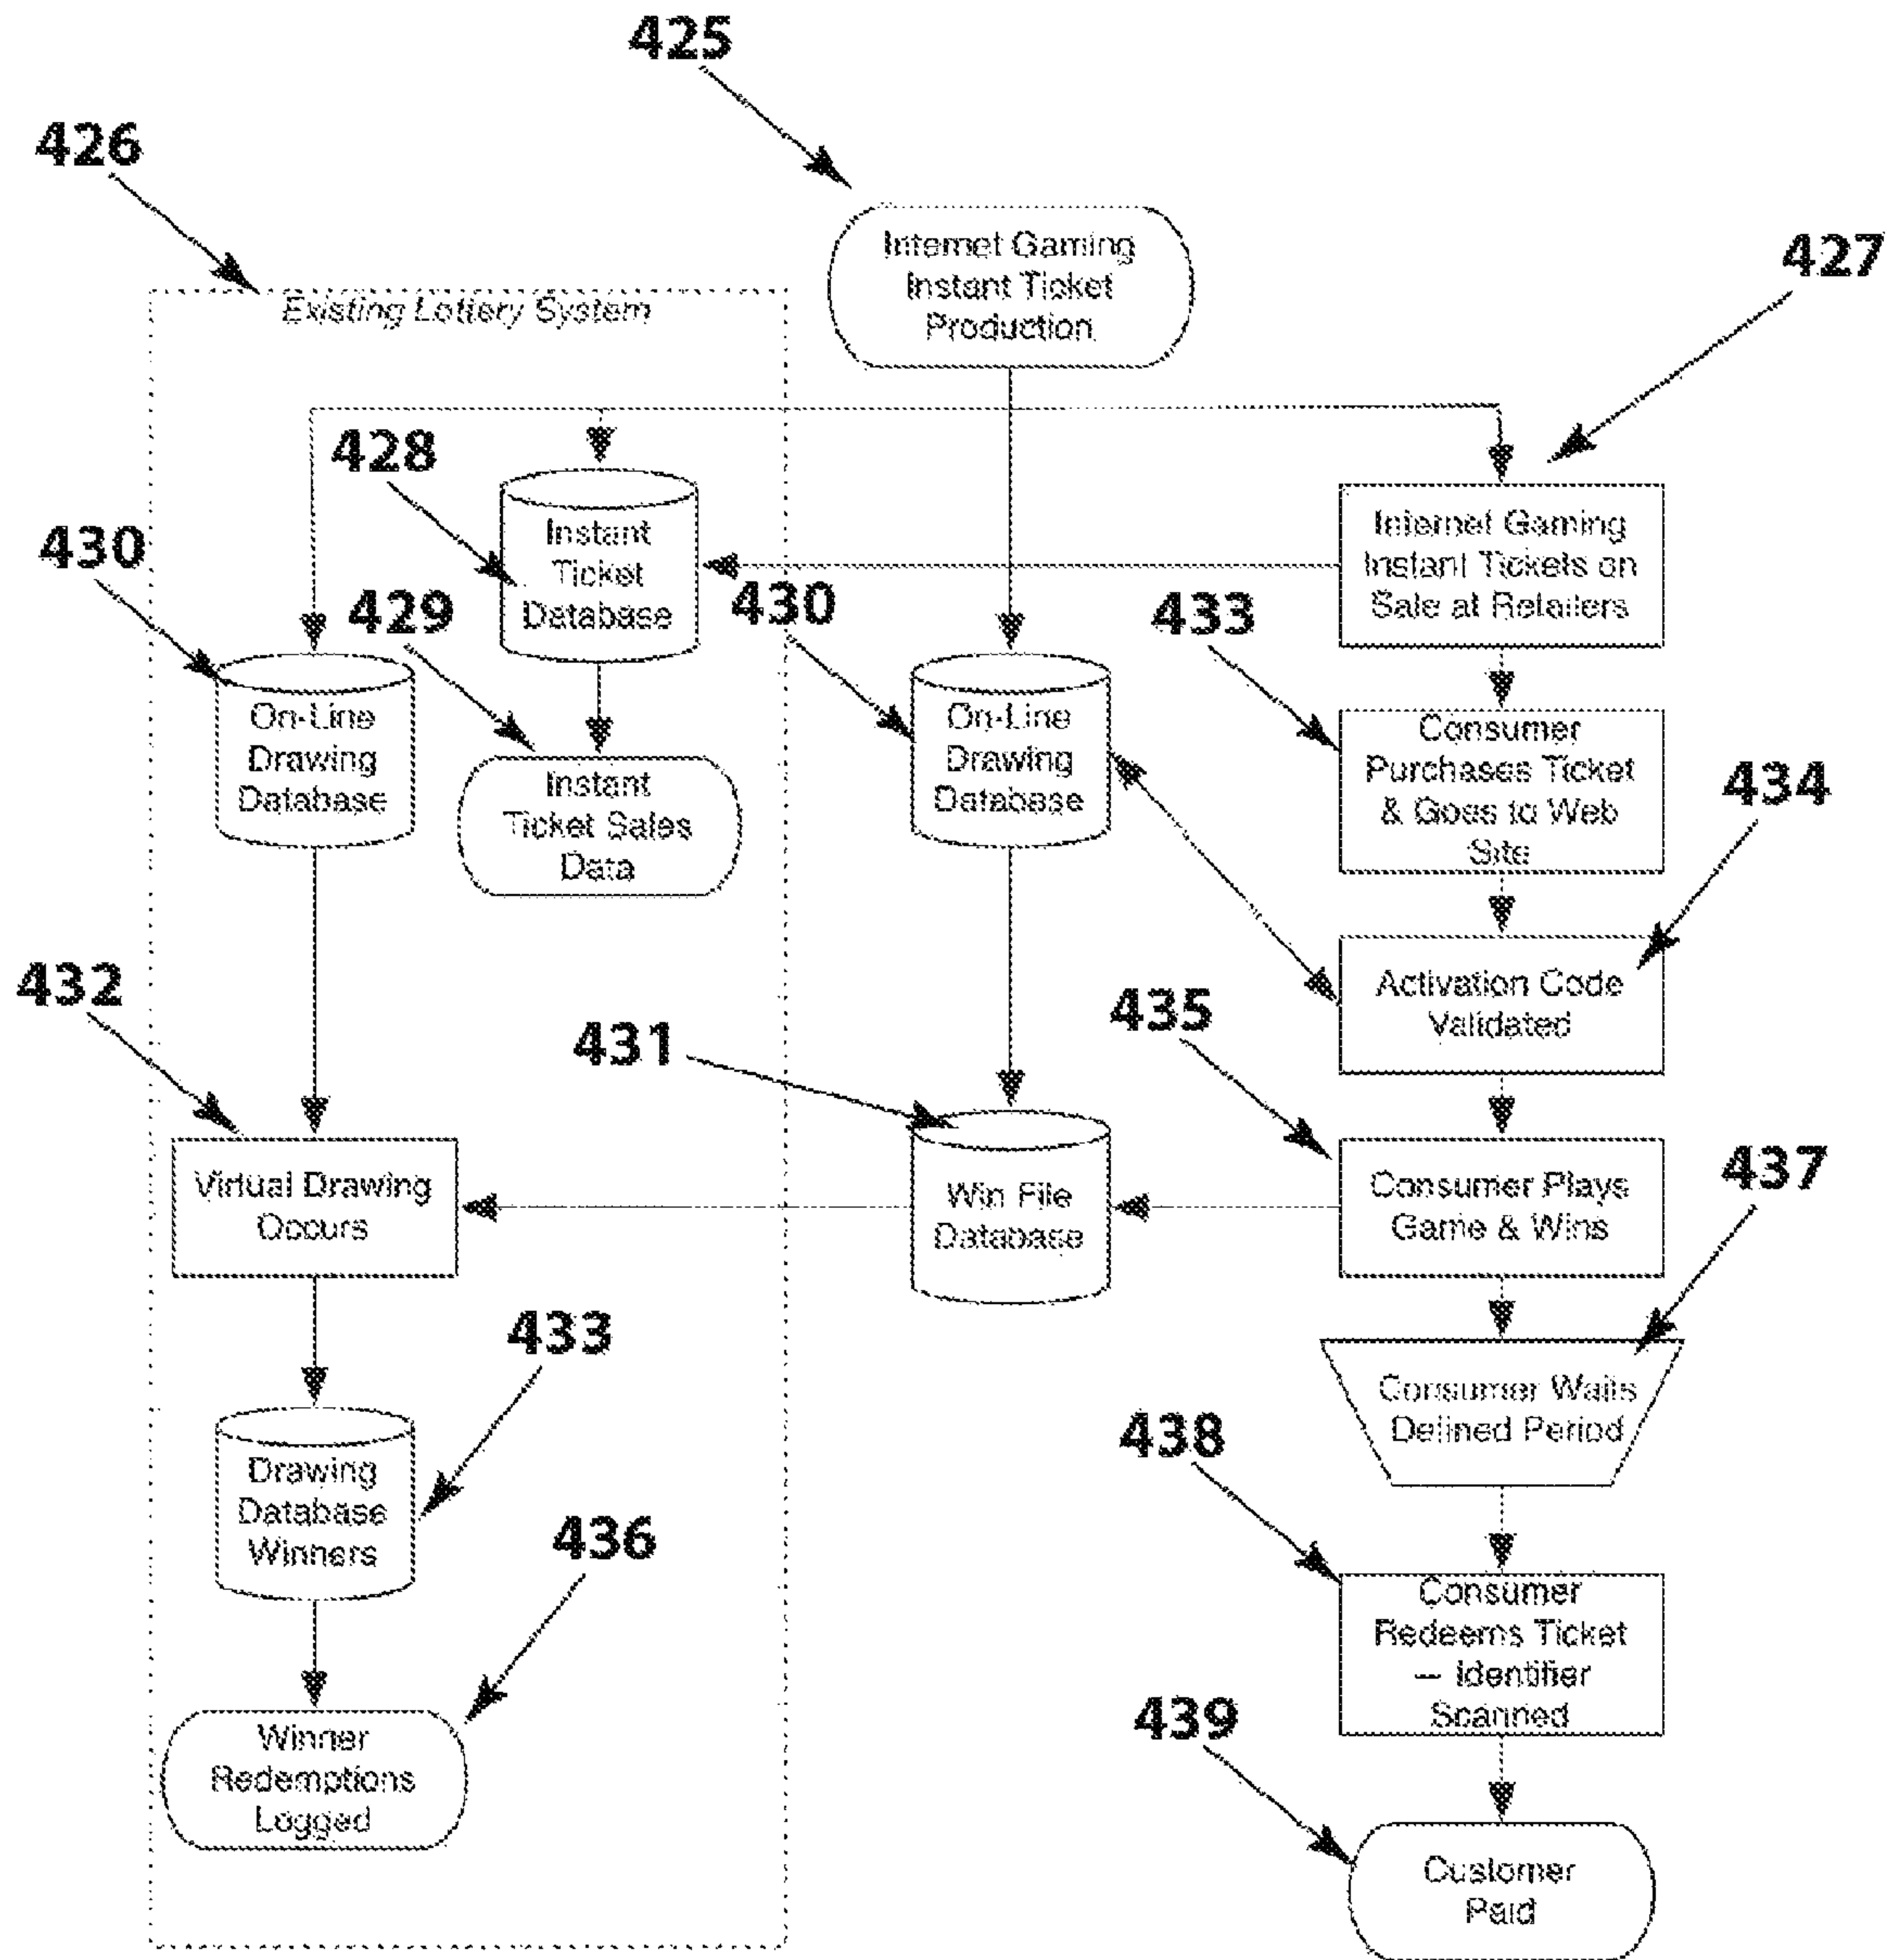 425
426
Internet Gaming
Instant Ticket
Production
427
Existing Lottery System
428
Instant
Ticket
Database
Internet Gaming
Instant Tickets on
Sale at Retailers
430
429
430
433
On-Line
Drawing
Database
Instant
Ticket Sales
Data
On-Line
Drawing
Database
Consumer
Purchases Ticket
& Goes to Web
Site
434
432
431
435
Activation Code
Validated
Virtual Drawing
Occurs
Win File
Database
Consumer Plays
Game & Wins
437
433
Consumer Waits
Defined Period
438
Drawing
Database
Winners
436
Consumer
Redeems Ticket
– Identifier
Scanned
439
Winner
Redemptions
Logged
Customer
Paid